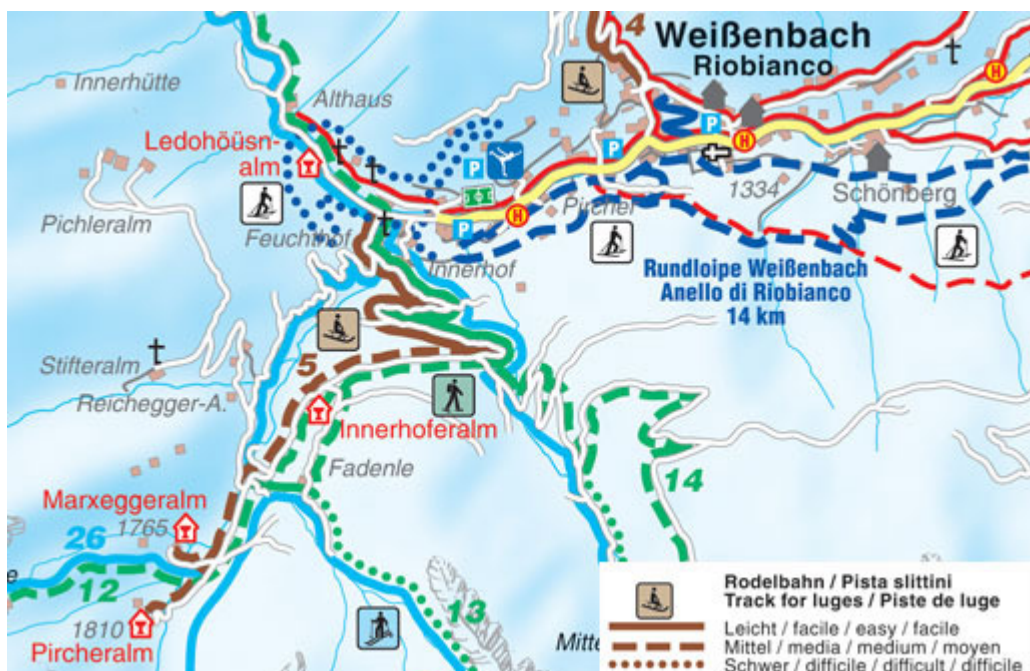 4
Weißenbach
Riobianco
H
Innerhütte
Althaus
Ledohöüsn-
alm
P
P
P
H
1334
Schönberg
Pichleralm
Feuchthof
P
H
Pirchel
Innerhof
Rundloipe Weißenbach
Anello di Riobianco
14 km
Stifteralm
5
Reichegger-A.
Innerhoferalm
Fadenle
14
Marxeggeralm
1765
26
12
1810
Pircheralm
13
Mitte
Rodelbahn / Pista slittini
Track for luges / Piste de luge
Leicht / facile / easy / facile
Mittel / media / medium / moyen
Schwer / difficile / difficult / difficile